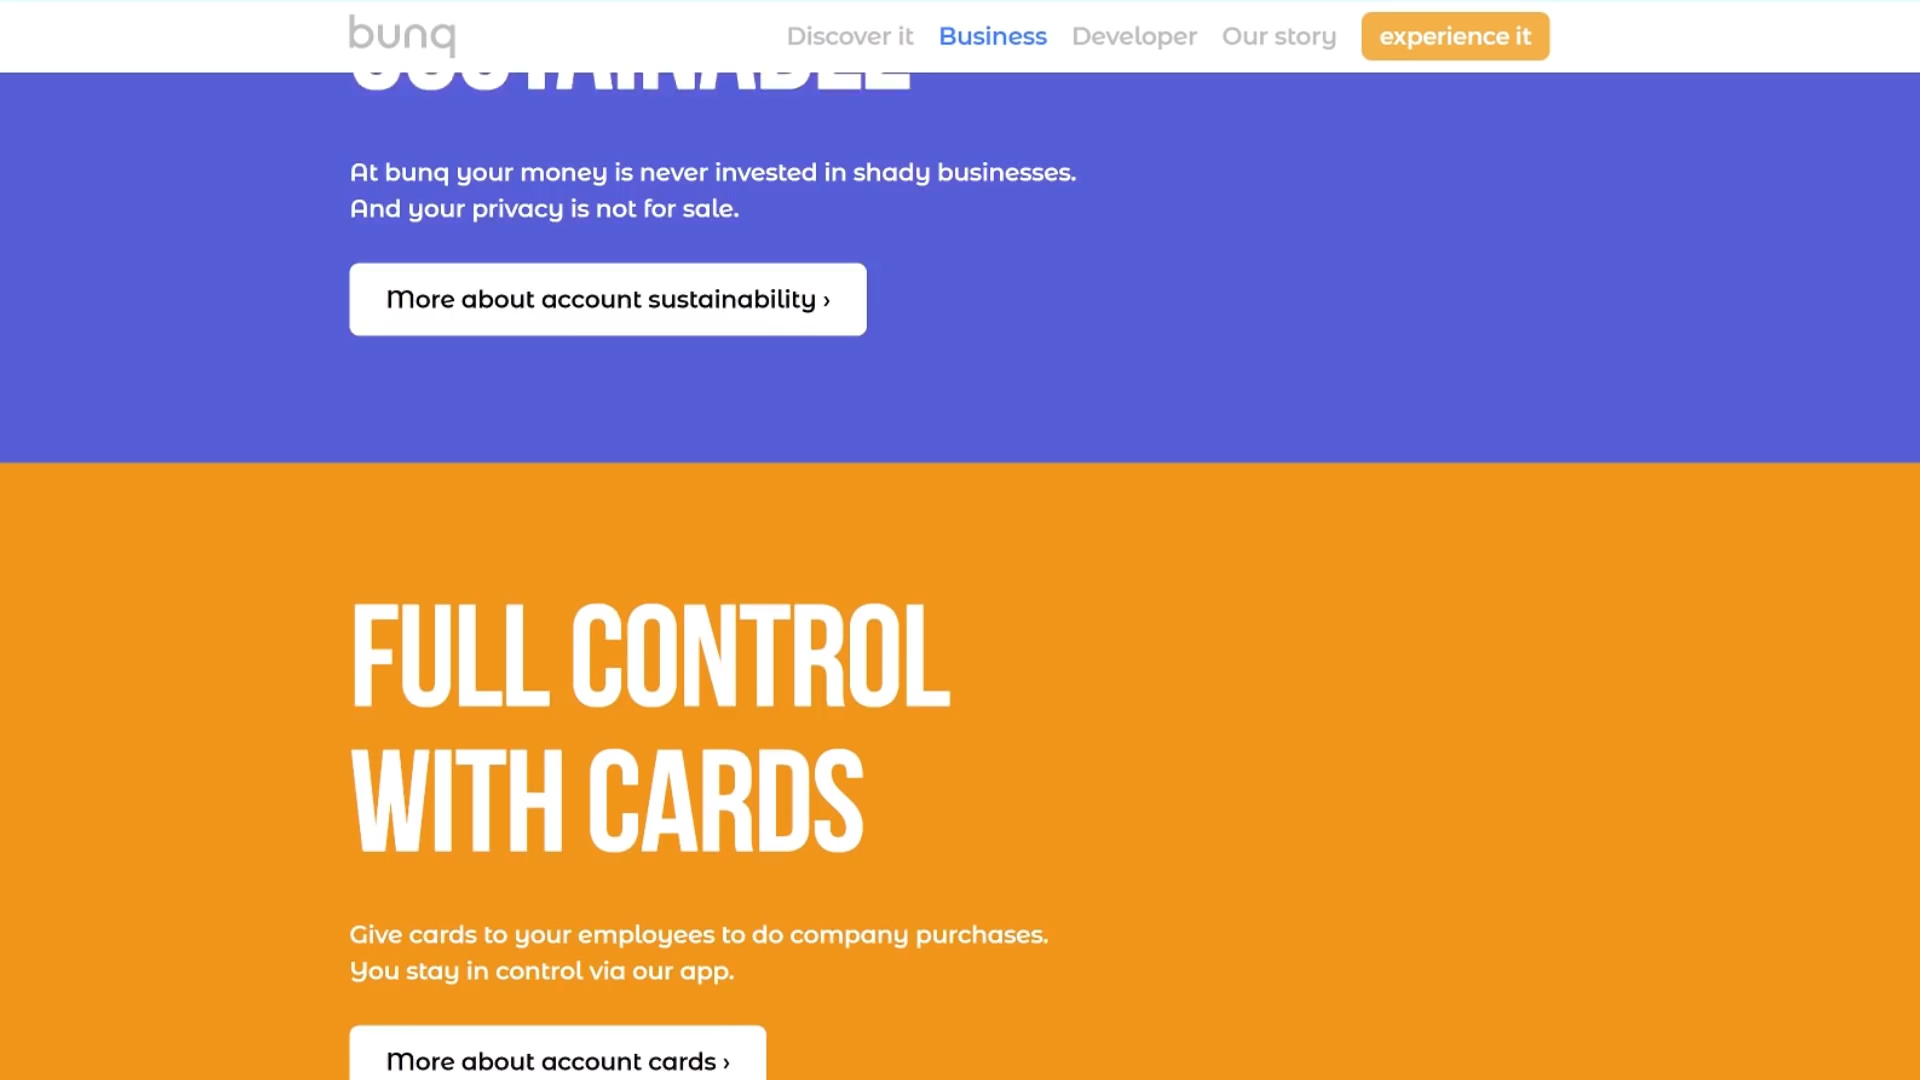 bunq
Discover it
Business
Developer
Our story
experience it
SUSTAINABLE
At bunq your money is never invested in shady businesses.
And your privacy is not for sale.
More about account sustainability ›
FULL CONTROL
WITH CARDS
Give cards to your employees to do company purchases.
You stay in control via our app.
More about account cards ›